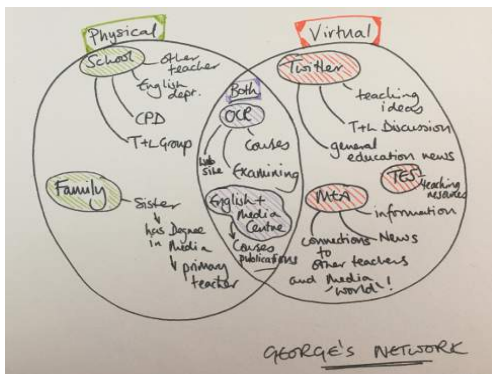 Physical
School
other
teacher
English
dept.
CPD
T+L Group
Family
Sister
has Degree
in Media
primary
teacher
Both
OCR
Web
site
Courses
Examining
English +
Media
Centre
Courses
publications
Virtual
Twitter
teaching
ideas
T+L Discussion
general
education news
TES
teaching
resources
MEA
information
News
connections
to
other teachers
and Media
world!
GEORGE'S NETWORK